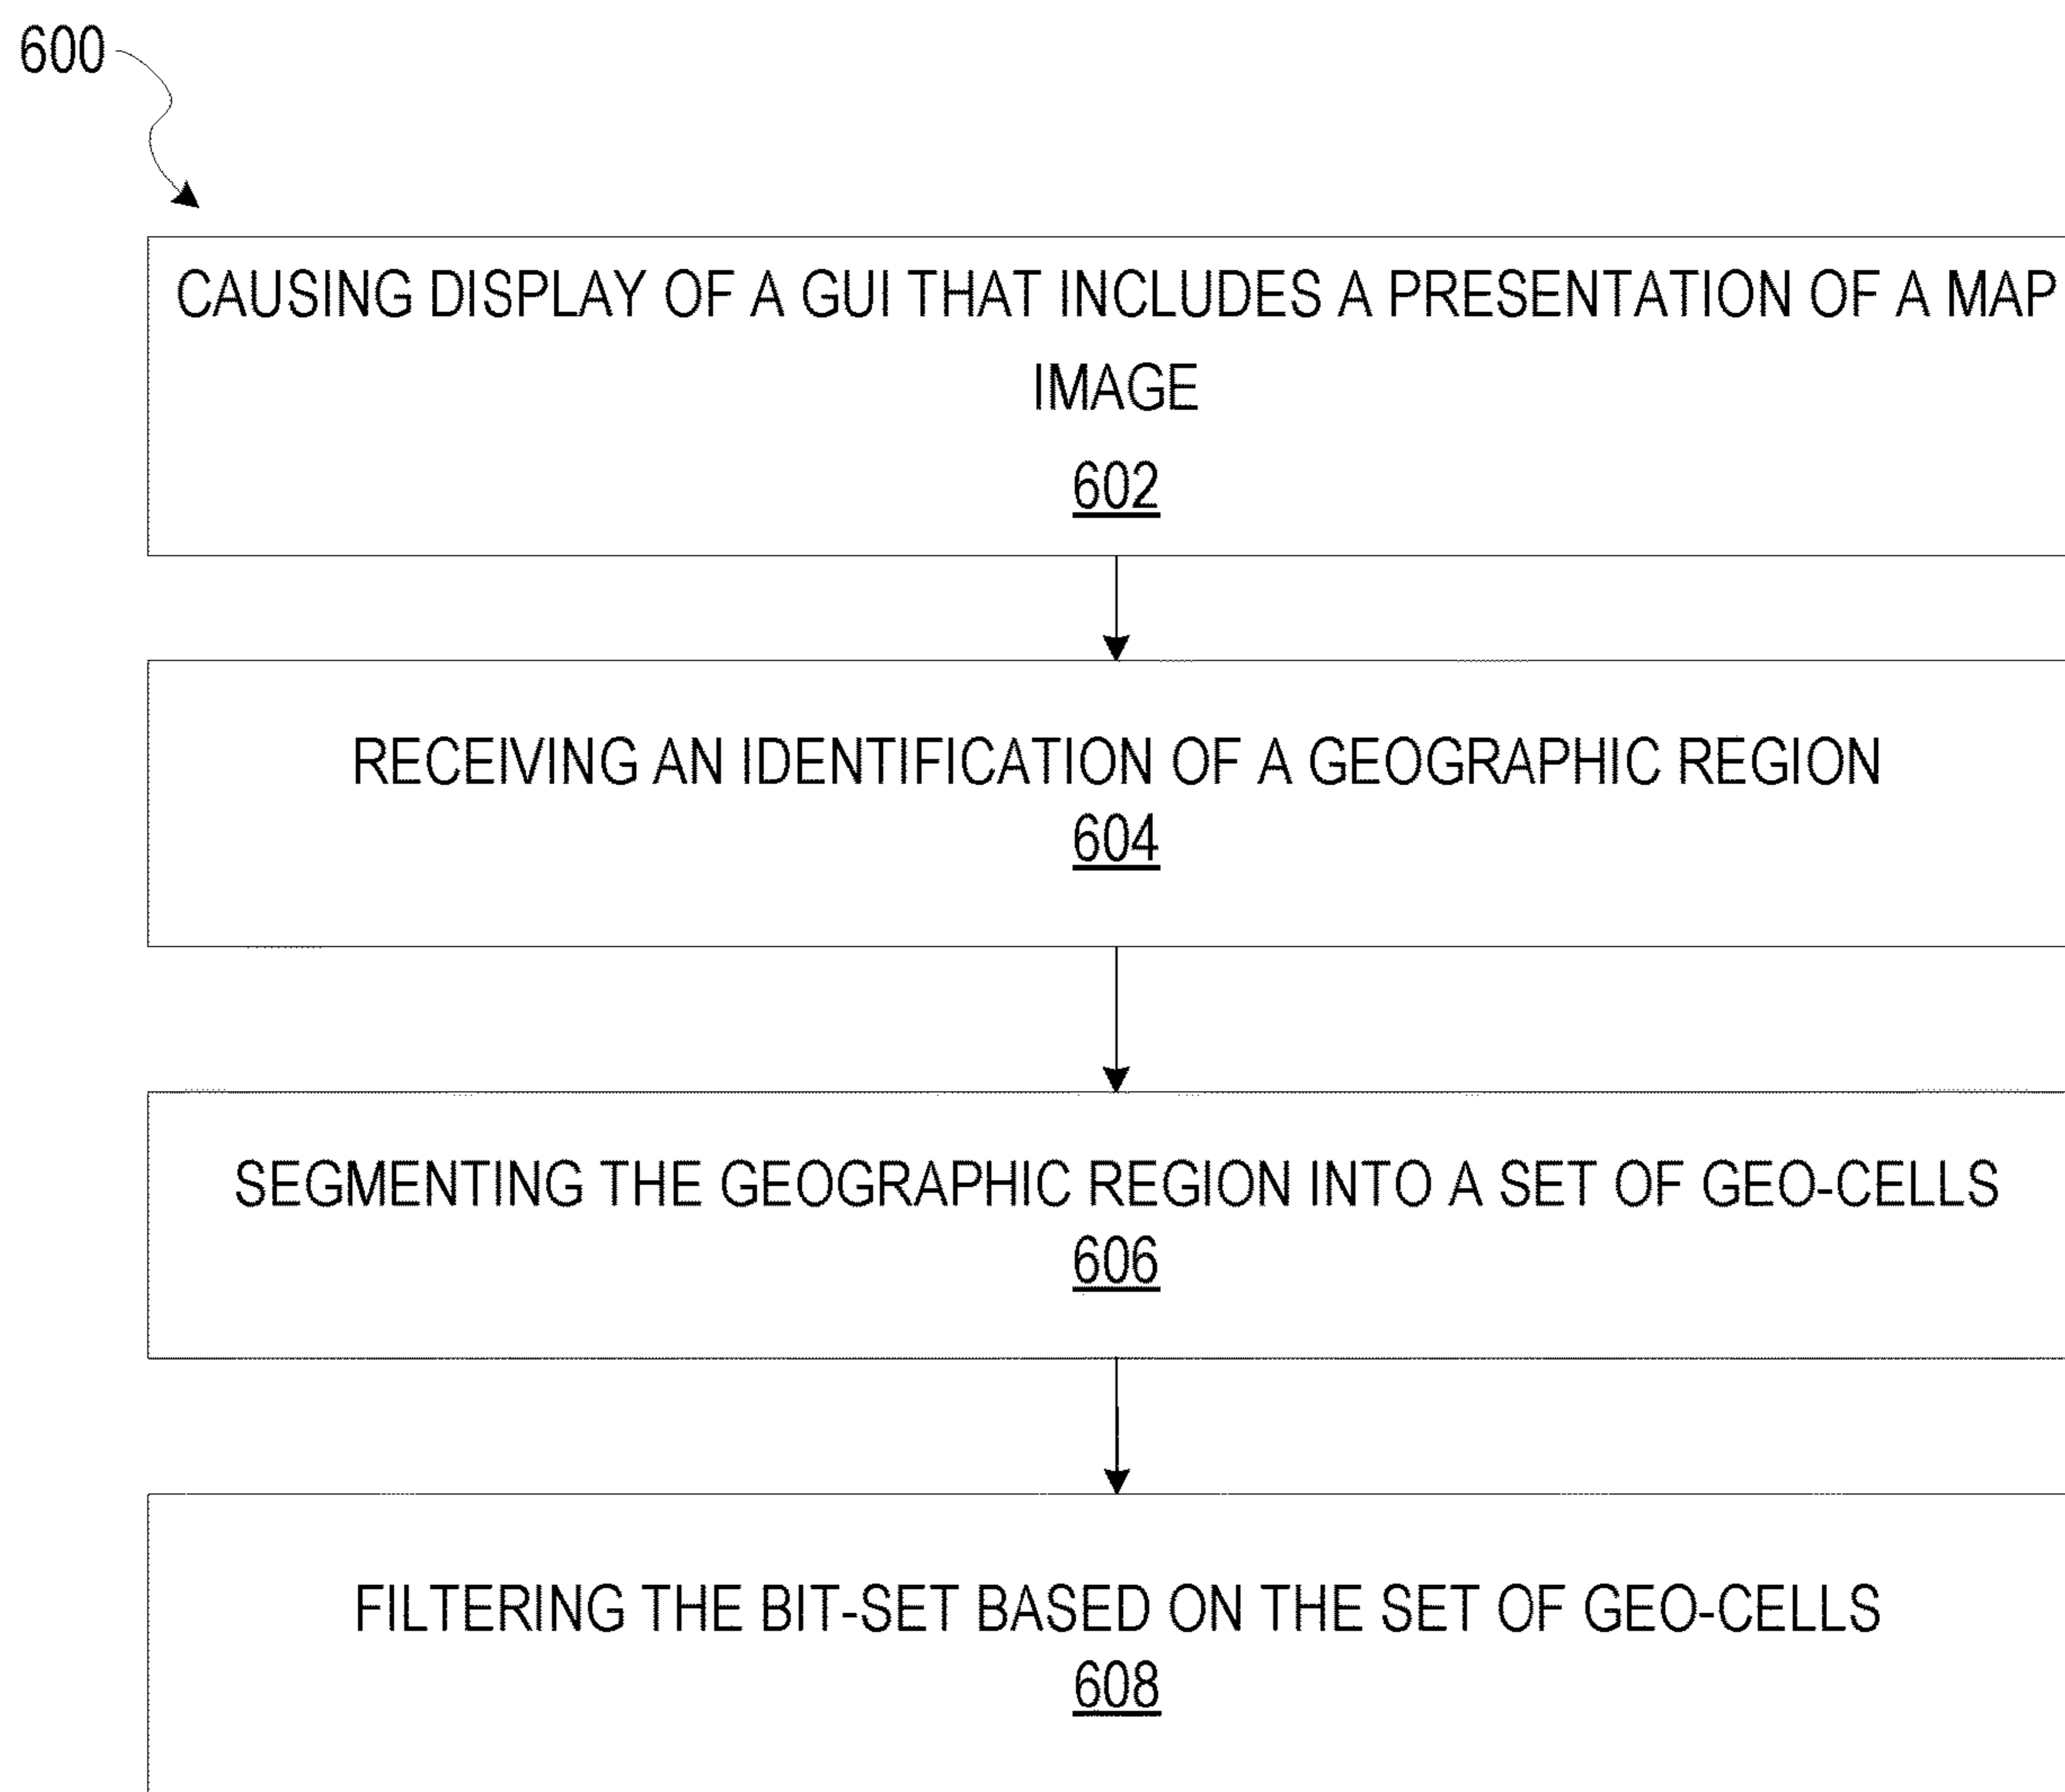 600
CAUSING DISPLAY OF A GUI THAT INCLUDES A PRESENTATION OF A MAP
IMAGE
602
RECEIVING AN IDENTIFICATION OF A GEOGRAPHIC REGION
604
SEGMENTING THE GEOGRAPHIC REGION INTO A SET OF GEO-CELLS
606
FILTERING THE BIT-SET BASED ON THE SET OF GEO-CELLS
608